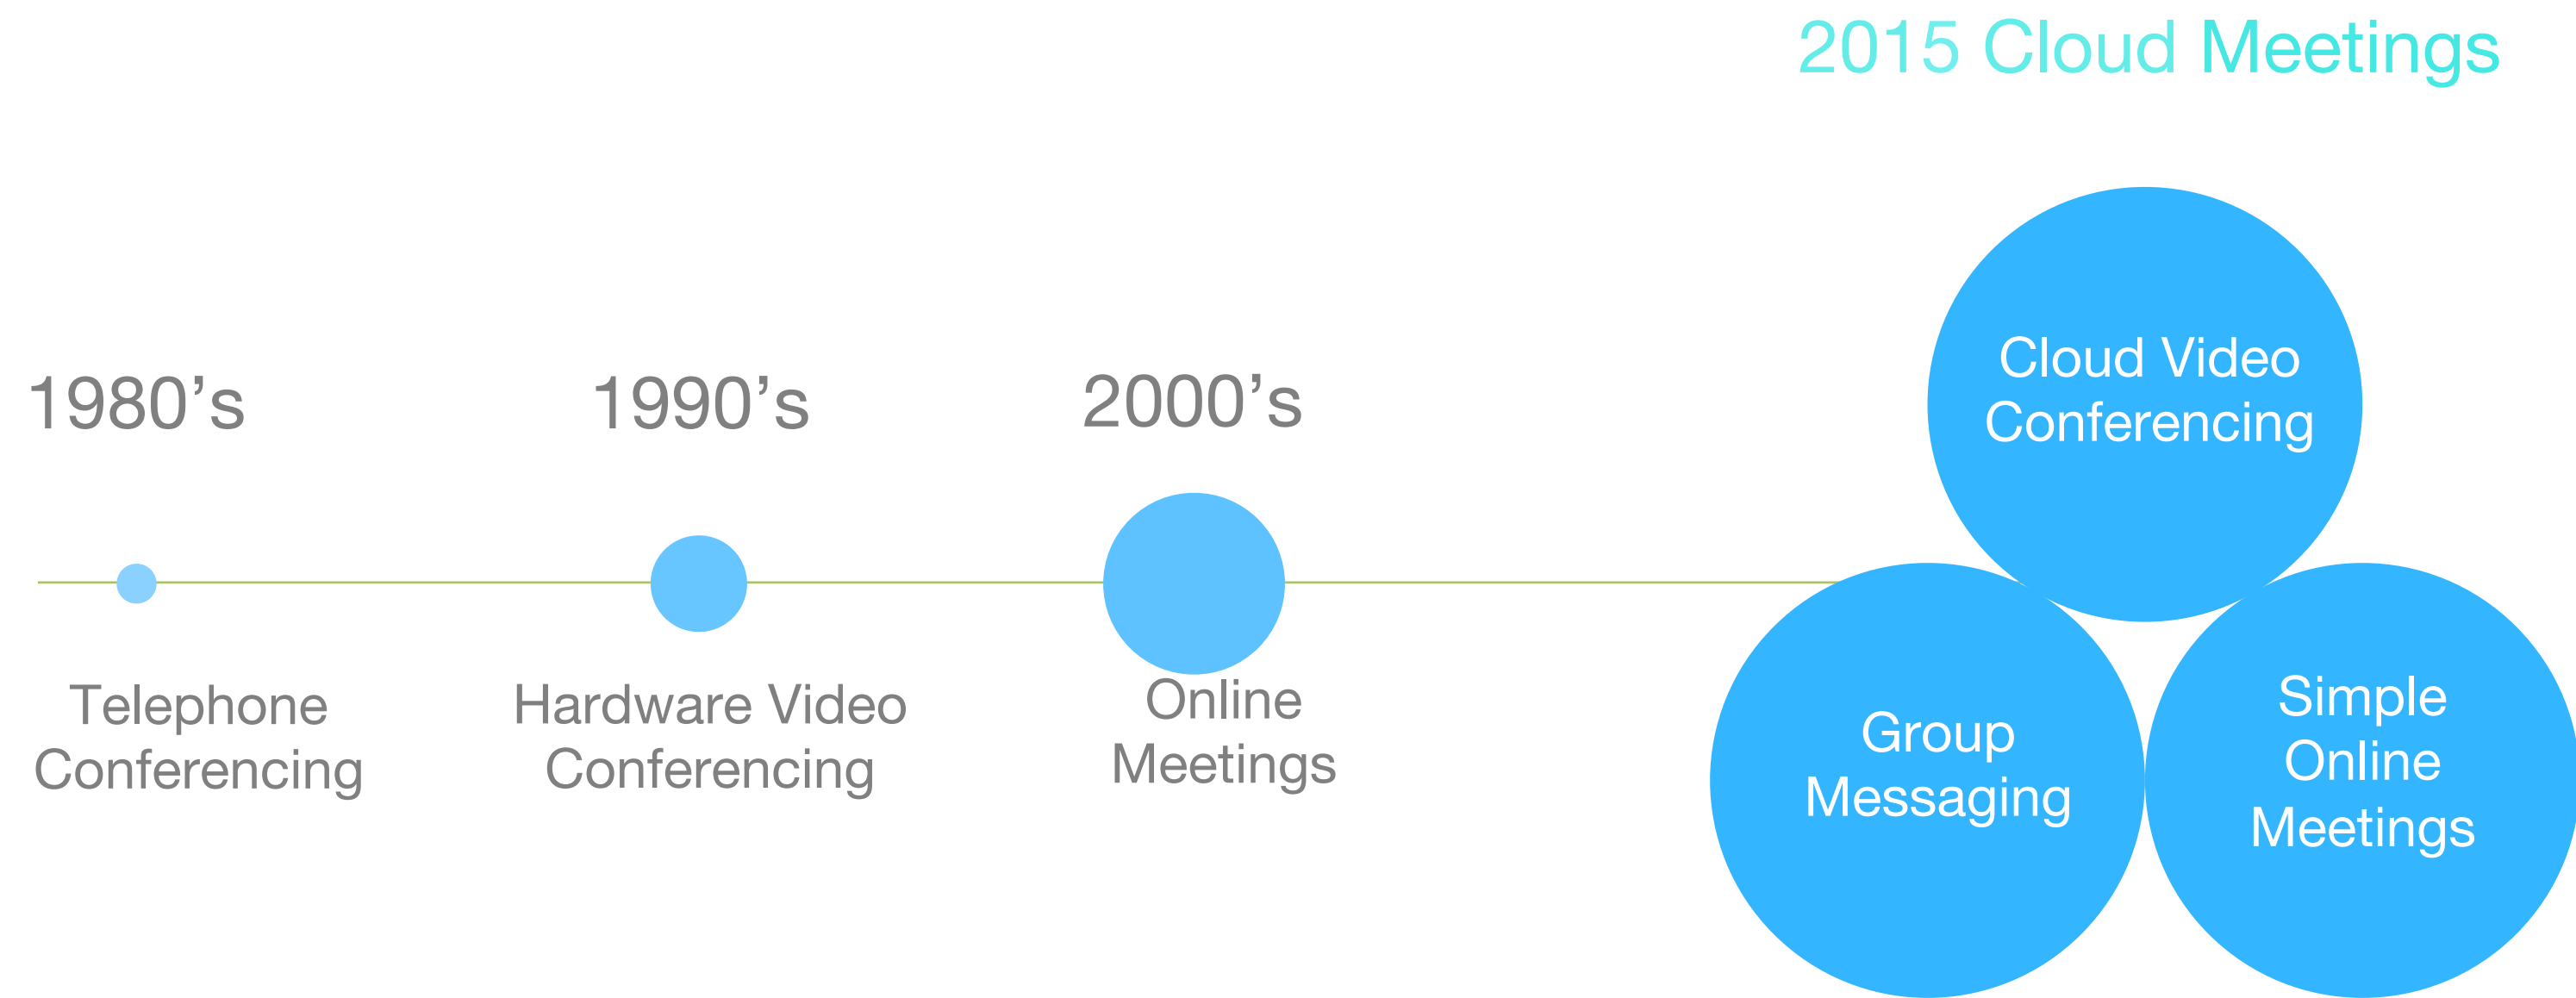 2015 Cloud Meetings
1980’s
1990’s
2000’s
Telephone
Conferencing
Hardware Video
Conferencing
Online
Meetings
Cloud Video
Conferencing
Group
Messaging
Simple
Online
Meetings